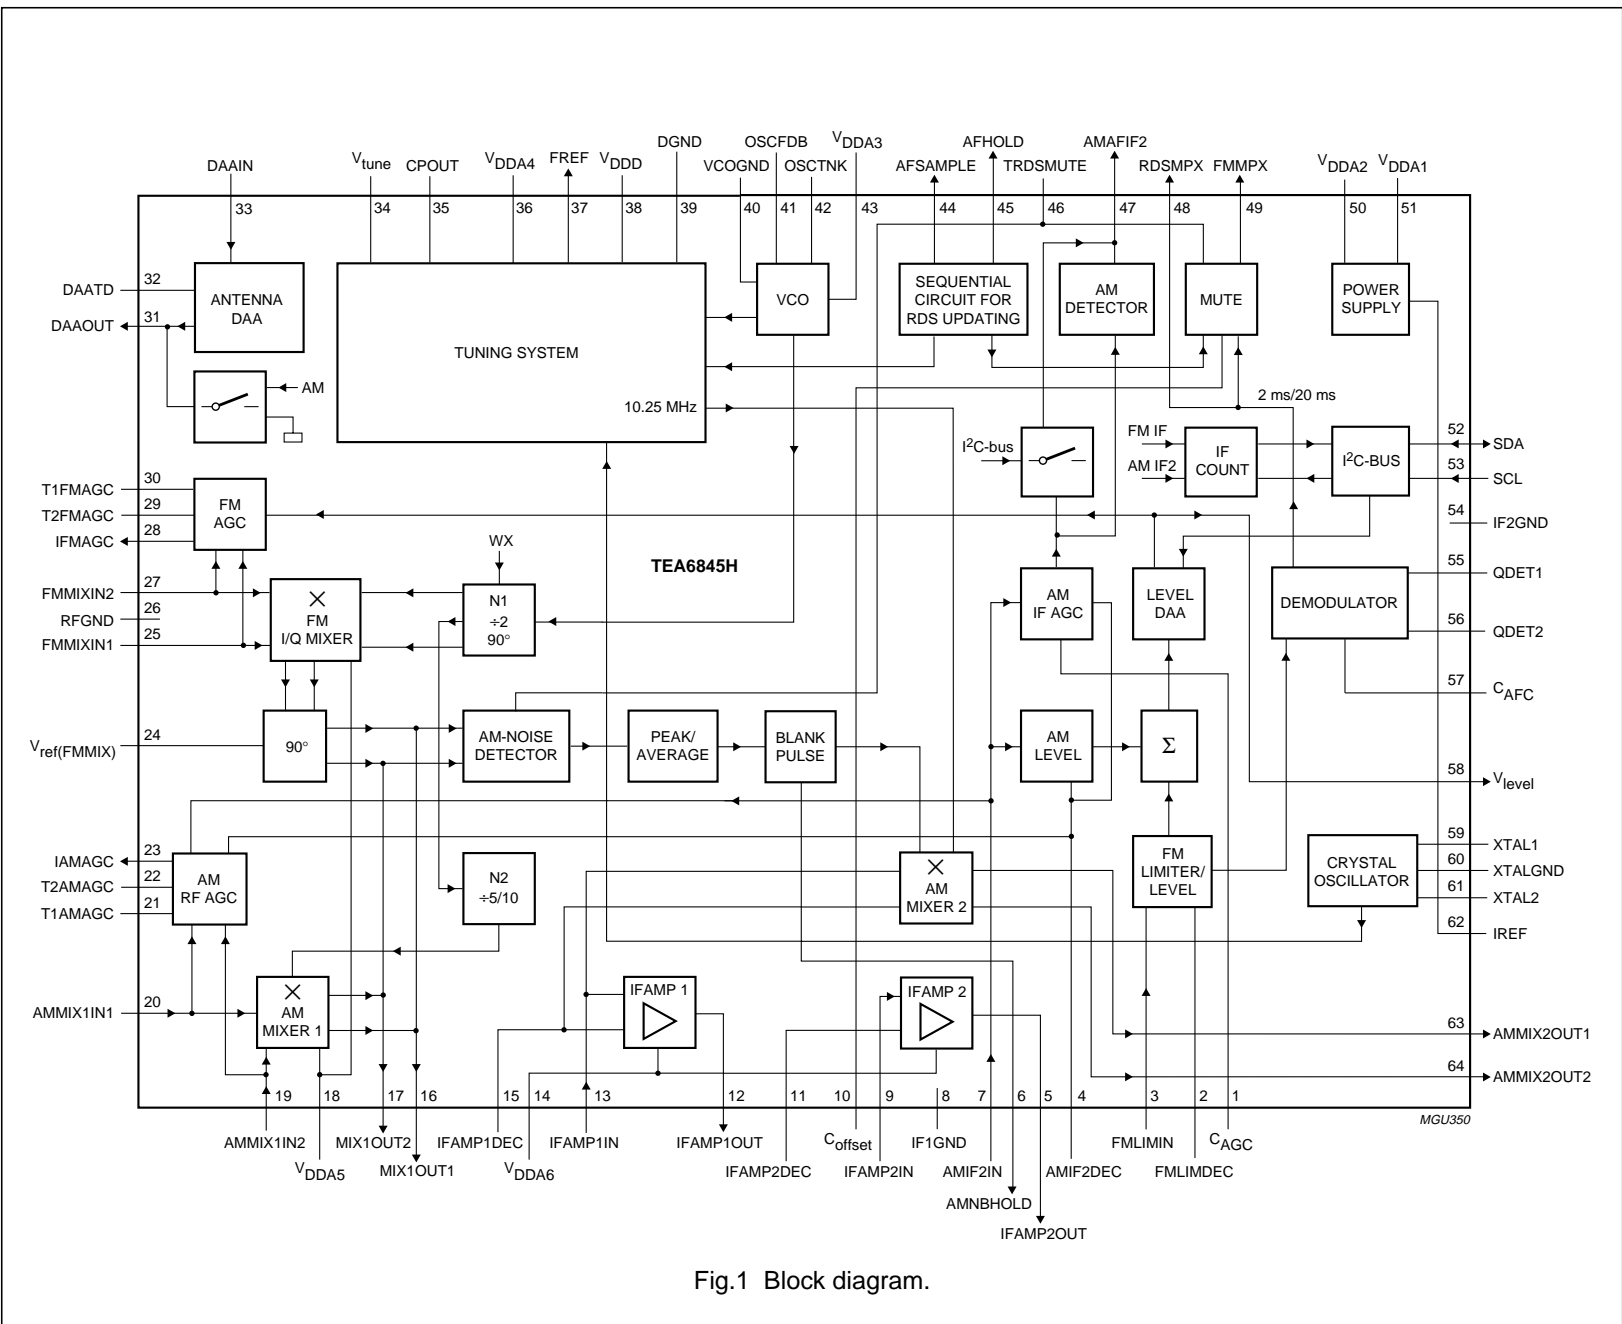 DAAIN
Vtune
CPOUT
VDDA4
FREF
VDDD
DGND
VCOGND
OSCFDB
OSCTNK
VDDA3
AFSAMPLE
AFHOLD
TRDSMUTE
AMAFIF2
RDSMPX
FMMPX
VDDA2
VDDA1
33
34
35
36
37
38
39
40
41
42
43
44
45
46
47
48
49
50
51
DAATD
32
DAAOUT
31
ANTENNA
DAA
AM
TUNING SYSTEM
10.25 MHz
VCO
SEQUENTIAL
CIRCUIT FOR
RDS UPDATING
AM
DETECTOR
MUTE
POWER
SUPPLY
2 ms/20 ms
I2C-bus
FM IF
AM IF2
IF
COUNT
I2C-BUS
52
SDA
53
SCL
54
IF2GND
T1FMAGC
30
T2FMAGC
29
IFMAGC
28
FM
AGC
FMMIXIN2
27
RFGND
26
FMMIXIN1
25
×
FM
I/Q MIXER
WX
N1
÷2
90°
TEA6845H
AM
IF AGC
LEVEL
DAA
DEMODULATOR
55
QDET1
56
QDET2
57
CAFC
Vref(FMMIX)
24
90°
AM-NOISE
DETECTOR
PEAK/
AVERAGE
BLANK
PULSE
AM
LEVEL
Σ
58
Vlevel
IAMAGC
23
T2AMAGC
22
T1AMAGC
21
AM
RF AGC
N2
÷5/10
×
AM
MIXER 2
FM
LIMITER/
LEVEL
CRYSTAL
OSCILLATOR
59
XTAL1
60
XTALGND
61
XTAL2
62
IREF
AMMIX1IN1
20
×
AM
MIXER 1
IFAMP 1
IFAMP 2
63
AMMIX2OUT1
64
AMMIX2OUT2
19
18
17
16
15
14
13
12
11
10
9
8
7
6
5
4
3
2
1
MGU350
AMMIX1IN2
VDDA5
MIX1OUT2
MIX1OUT1
IFAMP1DEC
VDDA6
IFAMP1IN
IFAMP1OUT
IFAMP2DEC
Coffset
IFAMP2IN
IF1GND
AMIF2IN
AMNBHOLD
IFAMP2OUT
AMIF2DEC
FMLIMIN
FMLIMDEC
CAGC
Fig.1 Block diagram.